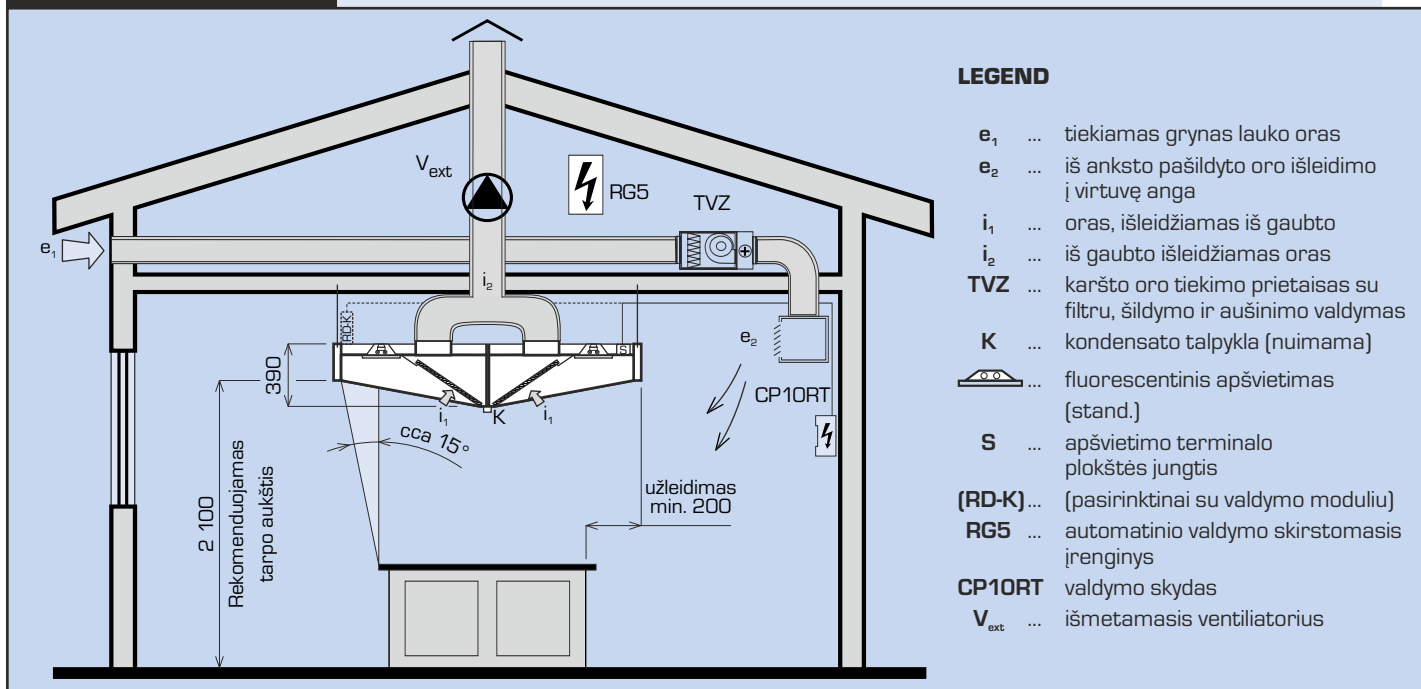 V_ext
RG5
TVZ
e₁
i₂
(RD-K)
S
e₂
390
CP10RT
i₁
K
i₁
cca 15°
užleidimas
min. 200
2 100
Rekomenduojamas
tarpo aukštis
LEGEND
e₁ ... tiekiamas grynas lauko oras
e₂ ... iš anksto pašildyto oro išleidimo
į virtuvę anga
i₁ ... oras, išleidžiamas iš gaubto
i₂ ... iš gaubto išleidžiamas oras
TVZ ... karšto oro tiekimo prietaisas su
filtru, šildymo ir aušinimo valdymas
K ... kondensato talpykla (nuimama)
... fluorescentinis apšvietimas
(stand.)
S ... apšvietimo terminalo
plokštės jungtis
(RD-K)... (pasirinktinai su valdymo moduliu)
RG5 ... automatinio valdymo skirstomasis
įrenginys
CP10RT valdymo skydas
V_ext ... išmetamasis ventiliatorius